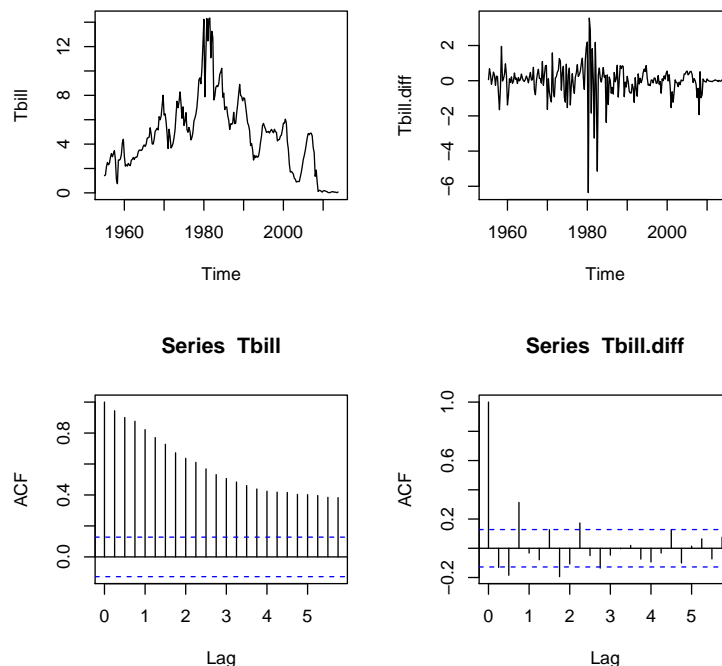 Tbill
0 4 8 12
1960 1980 2000
Time
Tbill.diff
-6 -4 -2 0 2
1960 1980 2000
Time
Series Tbill
ACF
0.0 0.4 0.8
0 1 2 3 4 5
Lag
Series Tbill.diff
ACF
-0.2 0.2 0.6 1.0
0 1 2 3 4 5
Lag